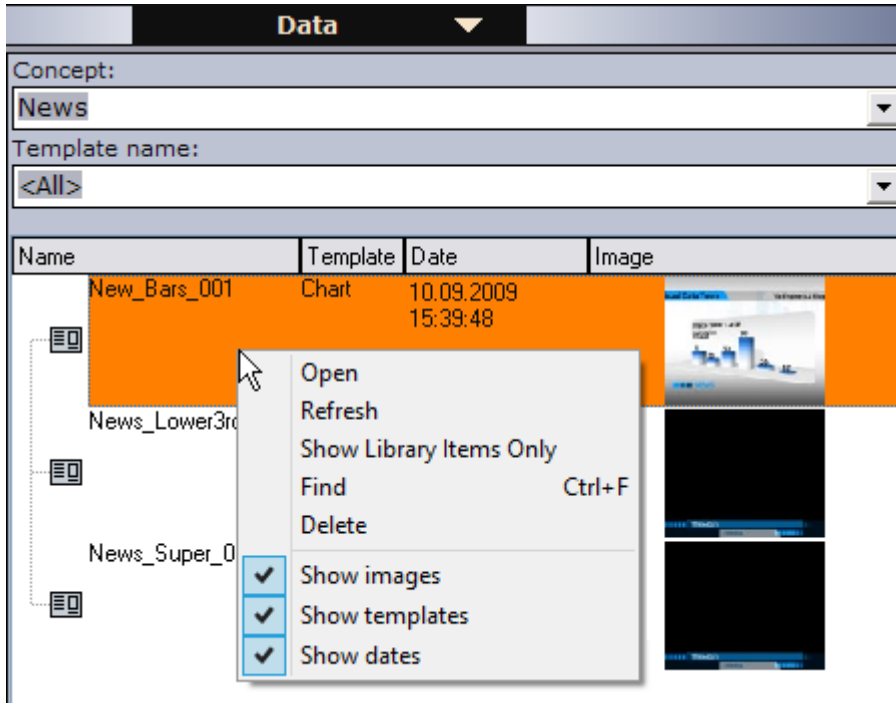 Data
Concept:
News
Template name:
<All>
Name Template Date Image
New_Bars_001 Chart 10.09.2009
15:39:48
Open
Refresh
News_Lower3r
Show Library Items Only
Find Ctrl+F
Delete
News_Super_0
Show images
Show templates
Show dates